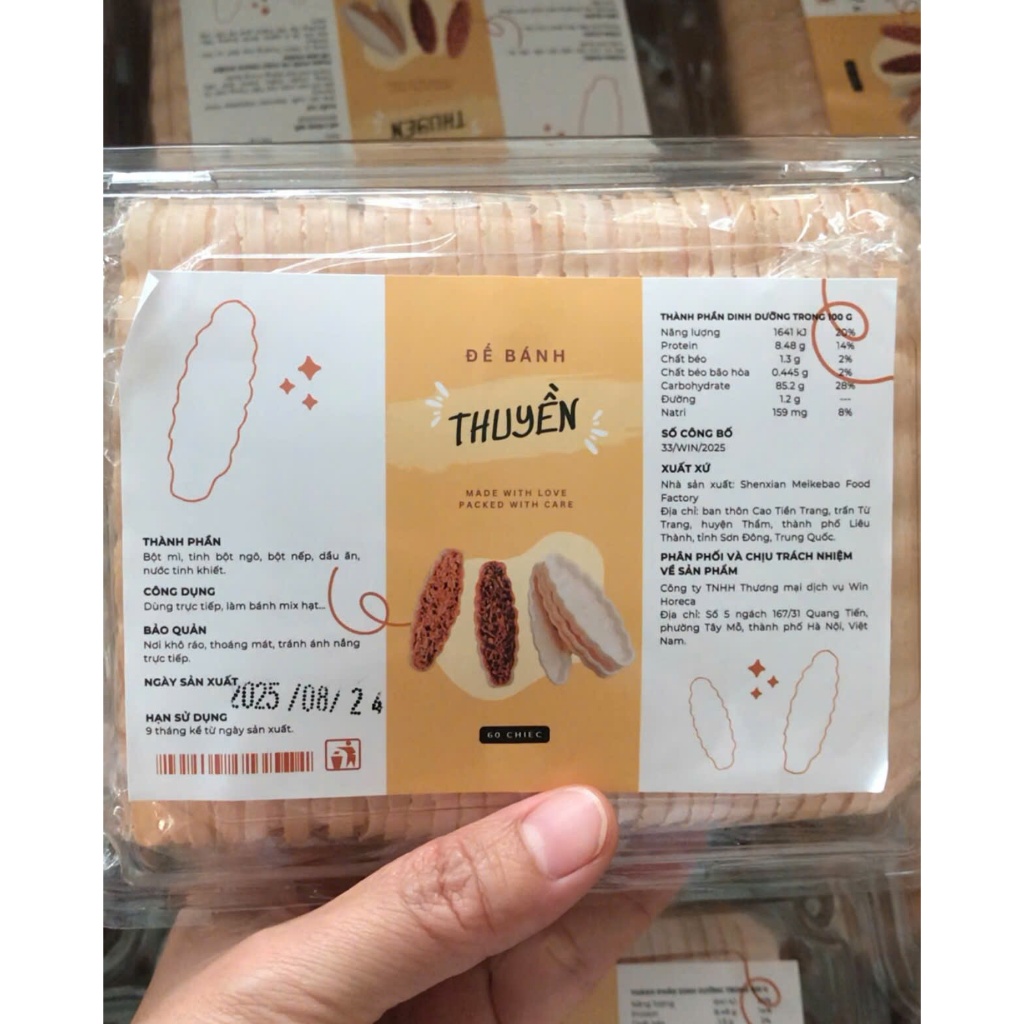 ĐẾ BÁNH
THUYỀN
MADE WITH LOVE
PACKED WITH CARE
60 CHIEC
THÀNH PHẦN
Bột mì, tinh bột ngô, bột nếp, dầu ăn,
nước tinh khiết.
CÔNG DỤNG
Dùng trực tiếp, làm bánh mix hạt...
BẢO QUẢN
Nơi khô ráo, thoáng mát, tránh ánh nắng
trực tiếp.
NGÀY SẢN XUẤT 2025/08/24
HẠN SỬ DỤNG
9 tháng kể từ ngày sản xuất.
THÀNH PHẦN DINH DƯỠNG TRONG 100 G
Năng lượng 1641 kJ 20%
Protein 8.48 g 14%
Chất béo 1.3 g 2%
Chất béo bão hòa 0.445 g 2%
Carbohydrate 85.2 g 28%
Đường 1.2 g ---
Natri 159 mg 8%
SỐ CÔNG BỐ
33/WIN/2025
XUẤT XỨ
Nhà sản xuất: Shenxian Meikebao Food
Factory
Địa chỉ: ban thôn Cao Tiền Trang, trấn Từ
Trang, huyện Thẩm, thành phố Liêu
Thành, tỉnh Sơn Đông, Trung Quốc.
PHÂN PHỐI VÀ CHỊU TRÁCH NHIỆM
VỀ SẢN PHẨM
Công ty TNHH Thương mại dịch vụ Win
Horeca
Địa chỉ: Số 5 ngách 167/31 Quang Tiến,
phường Tây Mỗ, thành phố Hà Nội, Việt
Nam.
THUYỀN